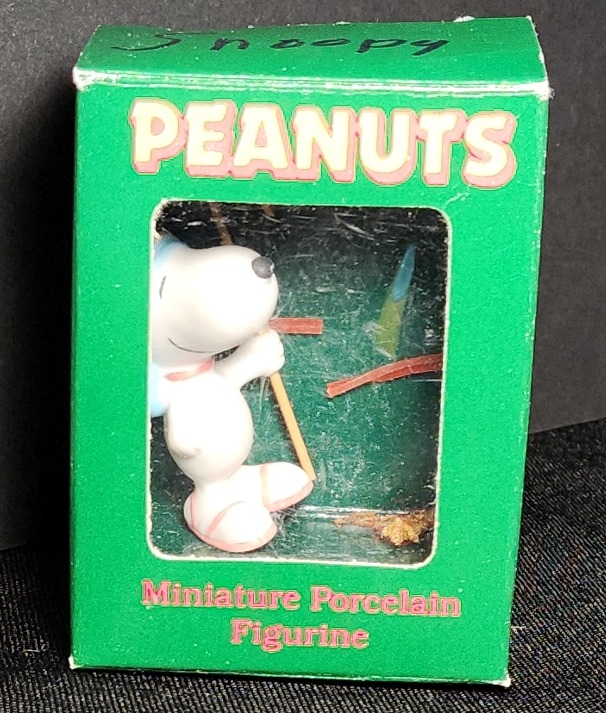 Snoopy
PEANUTS
Miniature Porcelain
Figurine